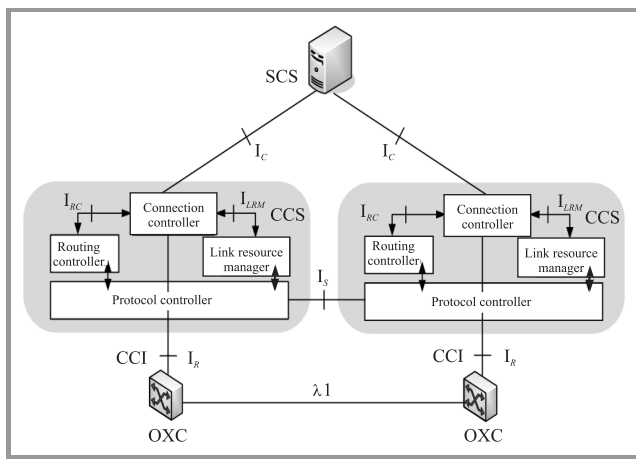 SCS
I_C
I_C
I_RC
I_LRM
CCS
Connection
controller
Routing
controller
Link resource
manager
Protocol controller
I_S
I_RC
I_LRM
CCS
Connection
controller
Routing
controller
Link resource
manager
Protocol controller
CCI
I_R
CCI
I_R
λ1
OXC
OXC